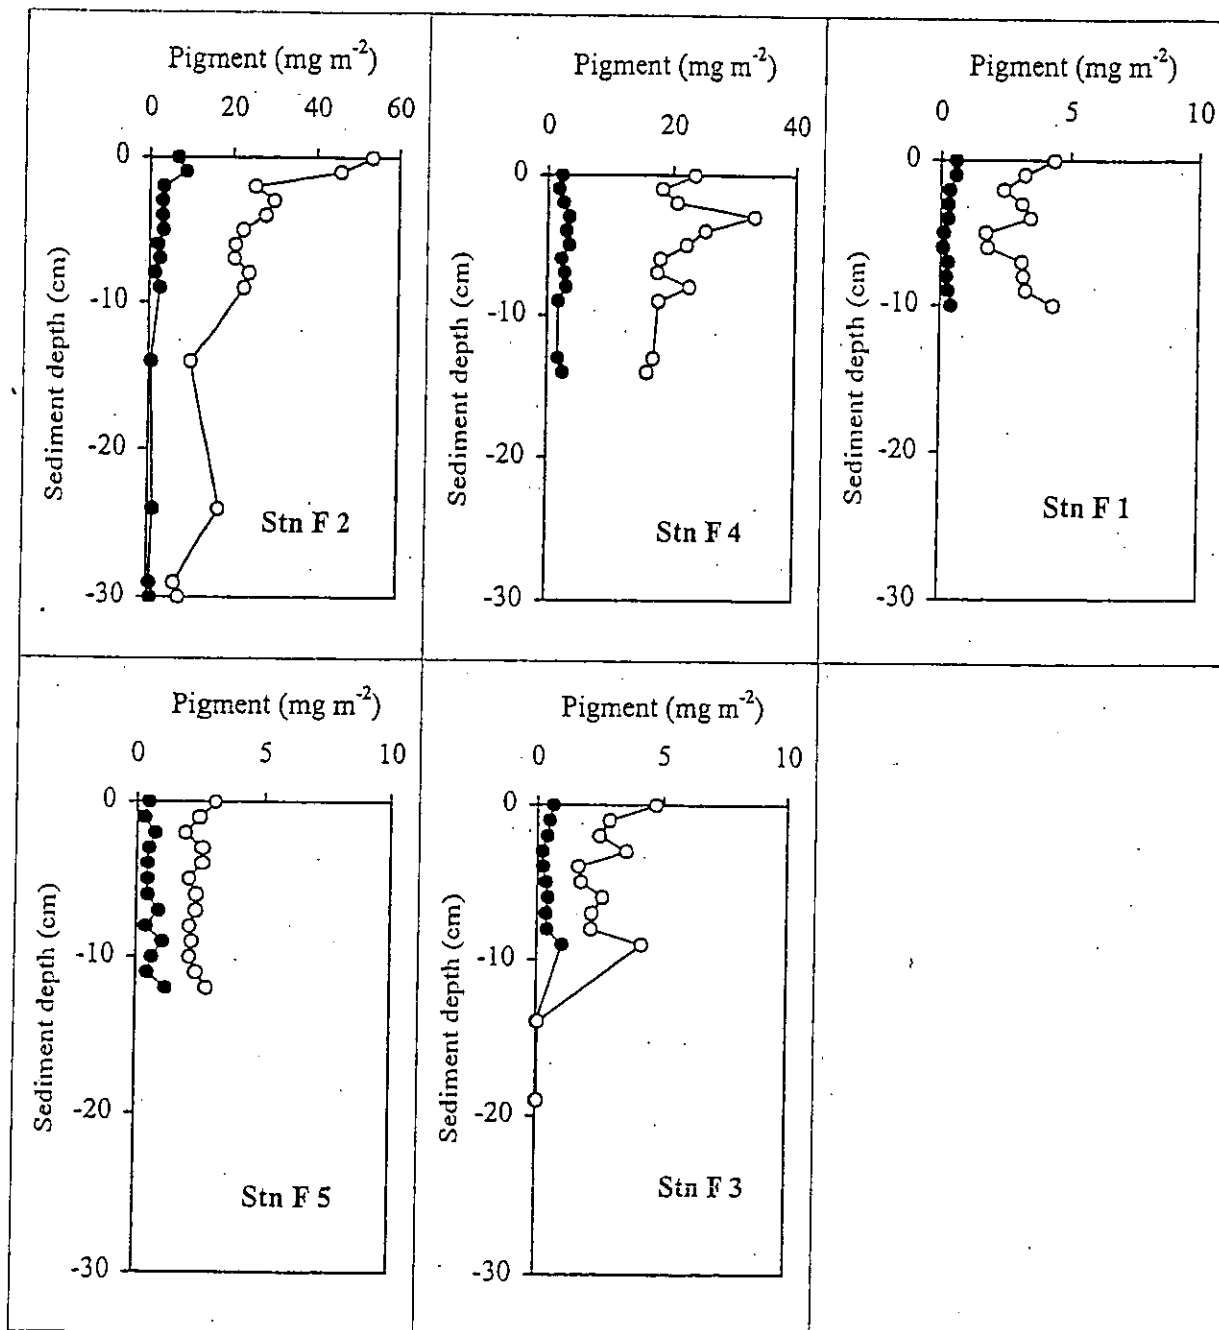 Pigment (mg m-2)
0 20 40 60
0
-10
-20
-30
Sediment depth (cm)
Stn F 2
Pigment (mg m-2)
0 20 40
0
-10
-20
-30
Sediment depth (cm)
Stn F 4
Pigment (mg m-2)
0 5 10
0
-10
-20
-30
Sediment depth (cm)
Stn F 1
Pigment (mg m-2)
0 5 10
0
-10
-20
-30
Sediment depth (cm)
Stn F 5
Pigment (mg m-2)
0 5 10
0
-10
-20
-30
Sediment depth (cm)
Stn F 3